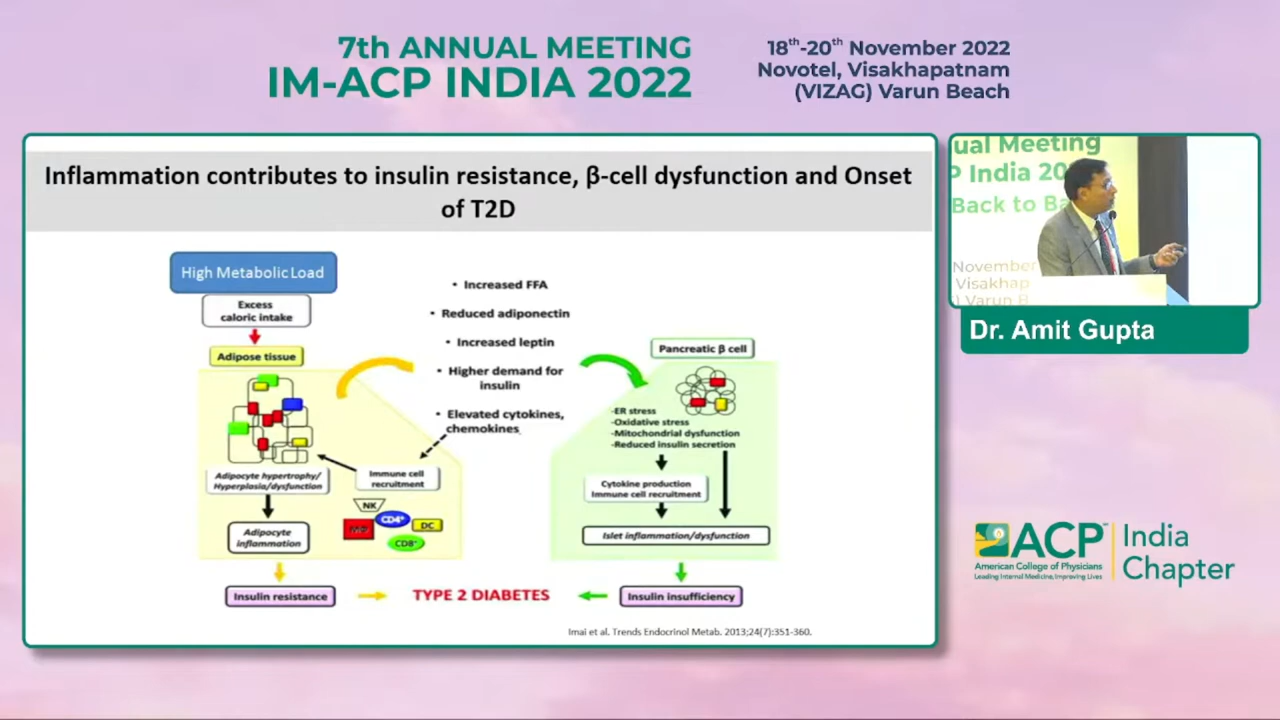 7th ANNUAL MEETING
IM-ACP INDIA 2022
18th-20th November 2022
Novotel, Visakhapatnam
(VIZAG) Varun Beach
Inflammation contributes to insulin resistance, β-cell dysfunction and Onset
of T2D
High Metabolic Load
Excess
caloric intake
Adipose tissue
• Increased FFA
• Reduced adiponectin
• Increased leptin
• Higher demand for
insulin
• Elevated cytokines,
chemokines
Adipocyte hypertrophy/
Hyperplasia/dysfunction
Immune cell
recruitment
NK
CD4+
DC
CD8+
Adipocyte
inflammation
Insulin resistance
TYPE 2 DIABETES
Pancreatic β cell
-ER stress
-Oxidative stress
-Mitochondrial dysfunction
-Reduced insulin secretion
Cytokine production
Immune cell recruitment
Islet inflammation/dysfunction
Insulin insufficiency
Imai et al. Trends Endocrinol Metab. 2013;24(7):351-360.
ual Meeting
P India 20
Back to Ba
November
Visakhap
) Varun B
Dr. Amit Gupta
ACP
American College of Physicians
Leading Internal Medicine, Improving Lives
India
Chapter